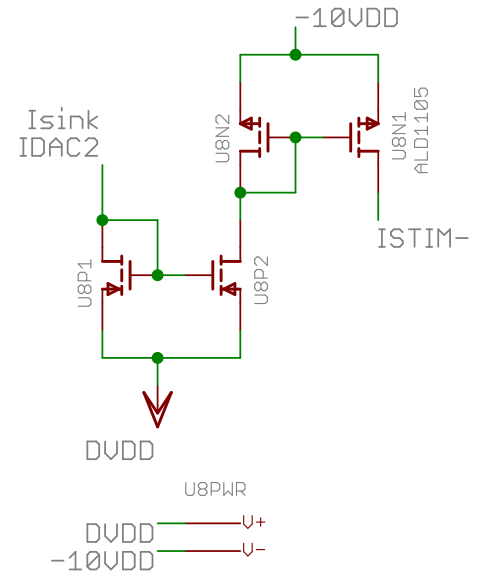 -10VDD
Isink
IDAC2
U8N2
U8N1
ALD1105
ISTIM-
U8P1
U8P2
DVDD
U8PWR
DVDD
V+
-10VDD
V-